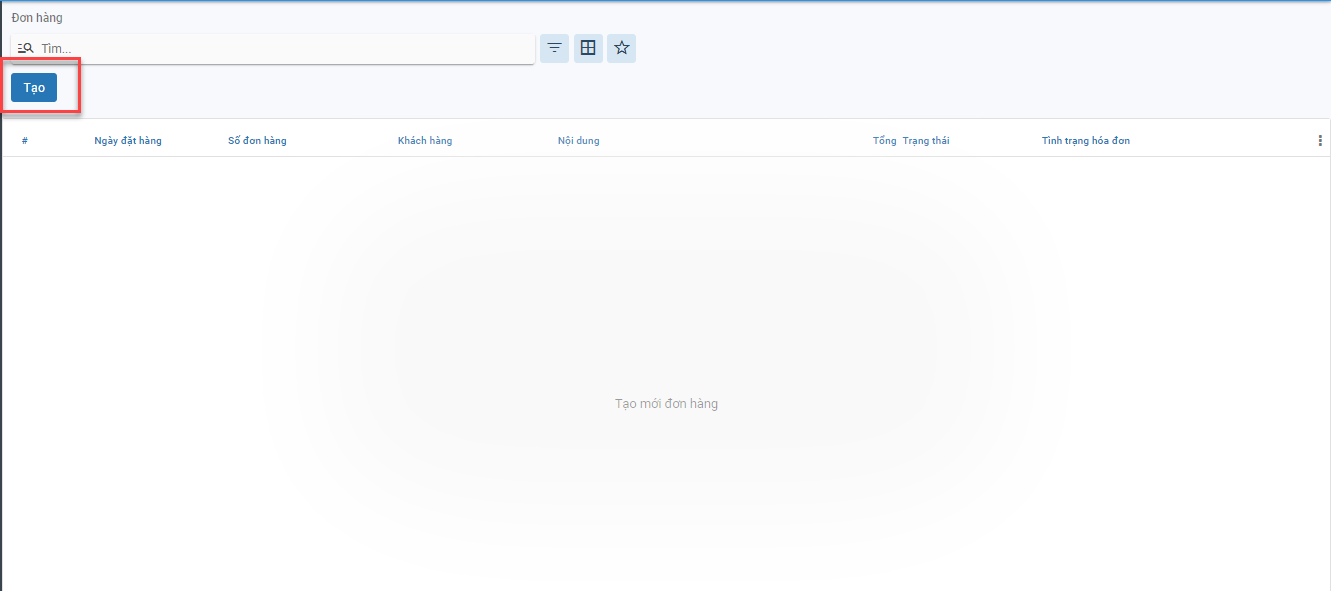 Đơn hàng
Tìm...
Tạo
# Ngày đặt hàng Số đơn hàng Khách hàng Nội dung Tổng Trạng thái Tình trạng hóa đơn
Tạo mới đơn hàng